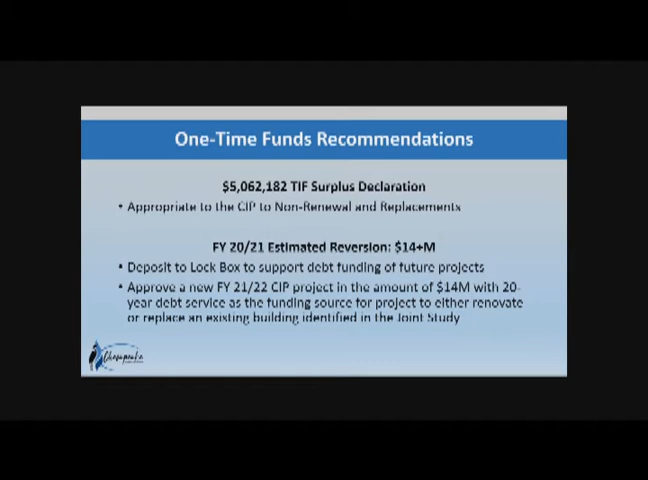 One-Time Funds Recommendations
$5,062,182 TIF Surplus Declaration
• Appropriate to the CIP to Non-Renewal and Replacements
FY 20/21 Estimated Reversion: $14+M
• Deposit to Lock Box to support debt funding of future projects
• Approve a new FY 21/22 CIP project in the amount of $14M with 20-
year debt service as the funding source for project to either renovate
or replace an existing building identified in the Joint Study
Chesapeake